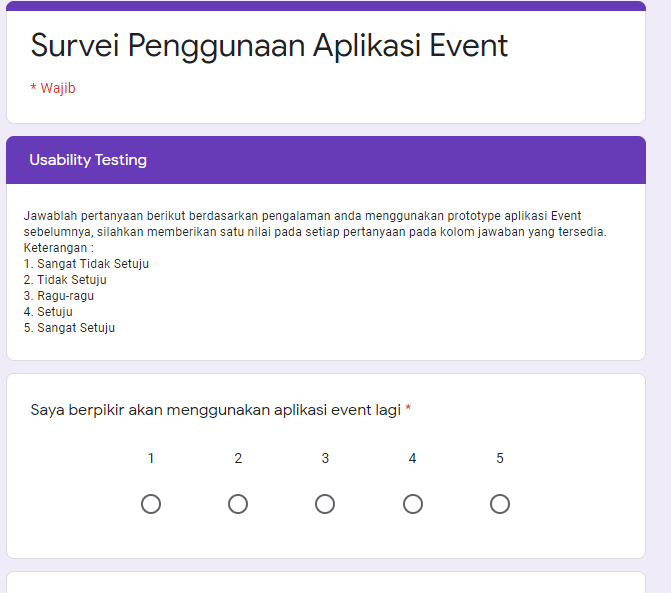 Survei Penggunaan Aplikasi Event
* Wajib
Usability Testing
Jawablah pertanyaan berikut berdasarkan pengalaman anda menggunakan prototype aplikasi Event
sebelumnya, silahkan memberikan satu nilai pada setiap pertanyaan pada kolom jawaban yang tersedia.
Keterangan :
1. Sangat Tidak Setuju
2. Tidak Setuju
3. Ragu-ragu
4. Setuju
5. Sangat Setuju
Saya berpikir akan menggunakan aplikasi event lagi *
1 2 3 4 5